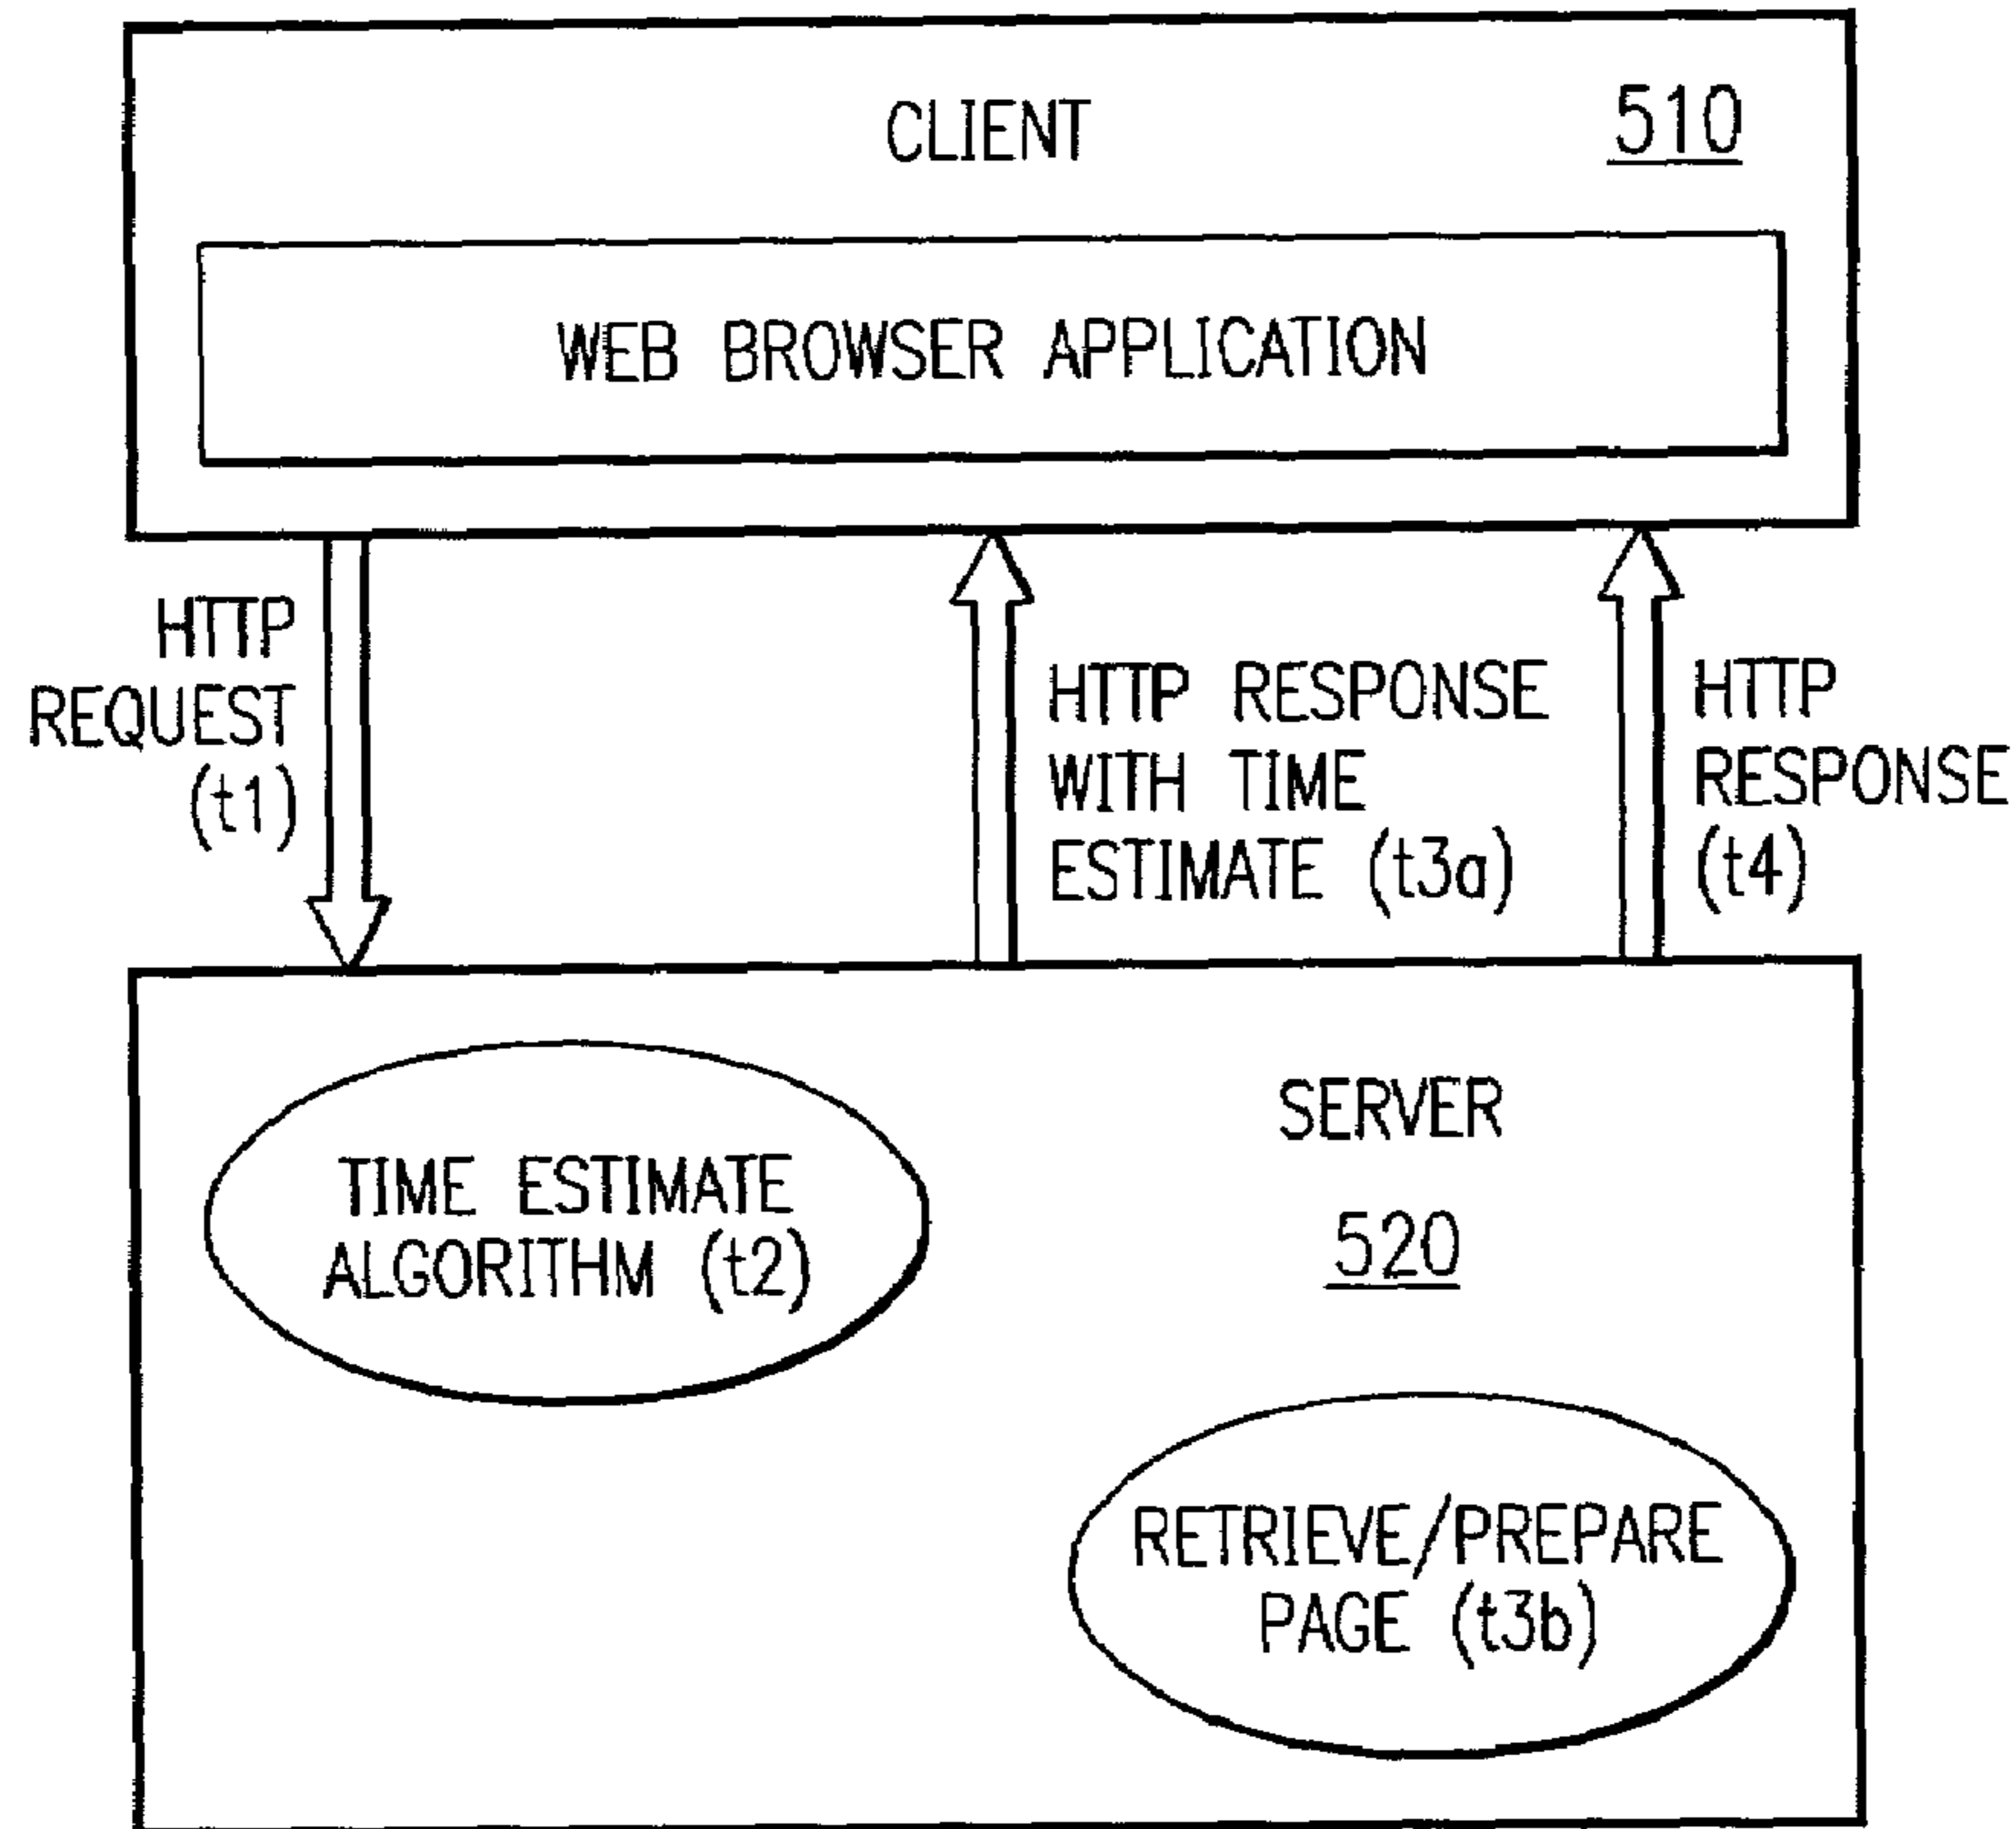 CLIENT
510
WEB BROWSER APPLICATION
HTTP
REQUEST
(t1)
HTTP RESPONSE
WITH TIME
ESTIMATE (t3a)
HTTP
RESPONSE
(t4)
SERVER
520
TIME ESTIMATE
ALGORITHM (t2)
RETRIEVE/PREPARE
PAGE (t3b)